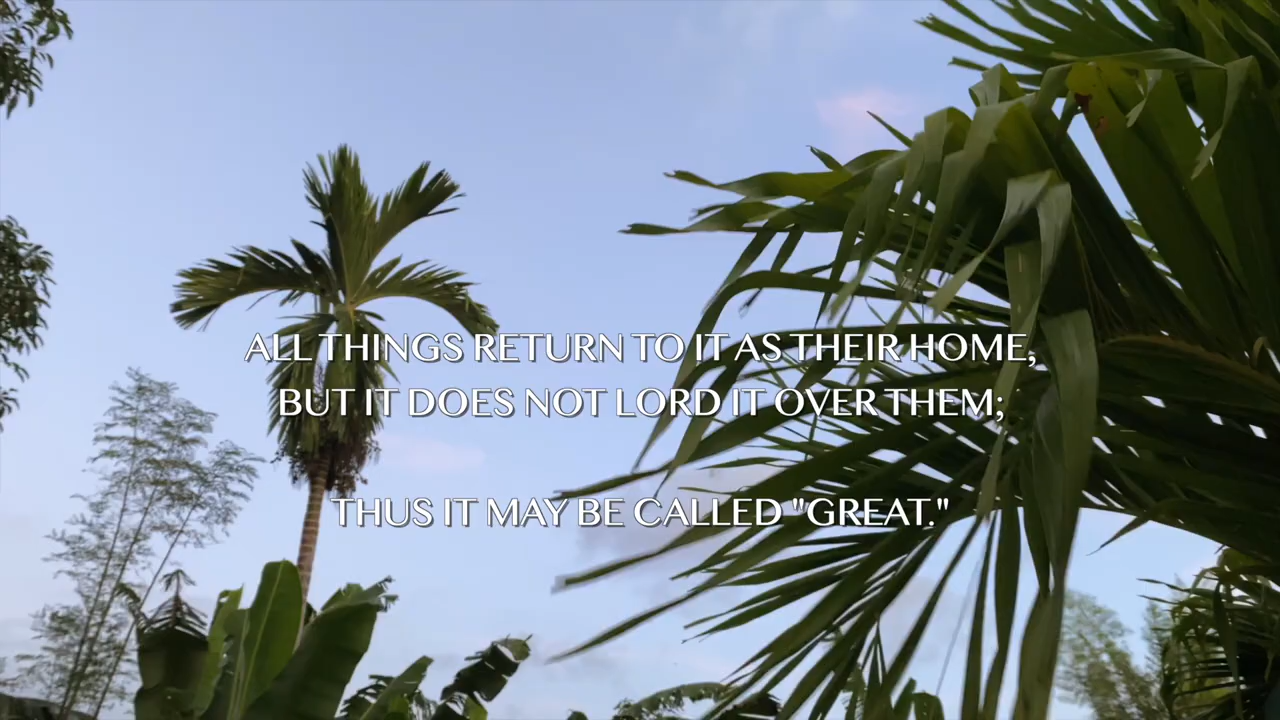 ALL THINGS RETURN TO IT AS THEIR HOME,
BUT IT DOES NOT LORD IT OVER THEM;
THUS IT MAY BE CALLED "GREAT."